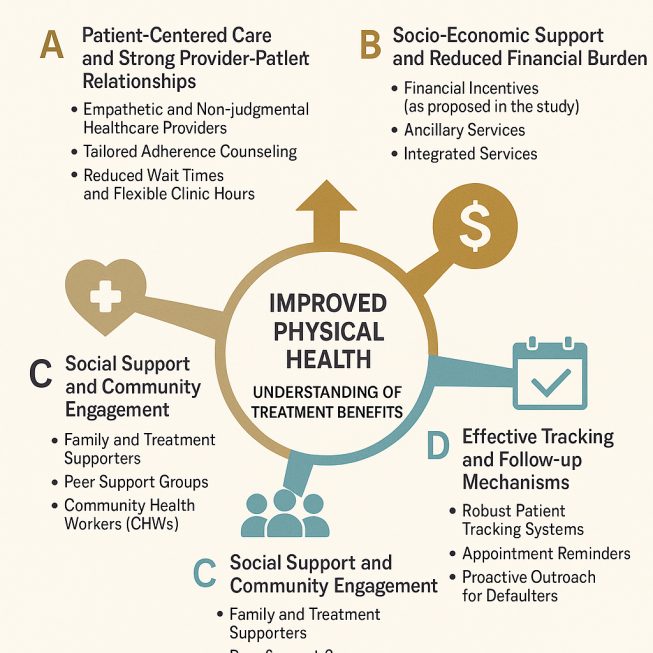 A
Patient-Centered Care
and Strong Provider-Patlert
Relationships
• Empathetic and Non-judgmental
Healthcare Providers
• Tailored Adherence Counseling
• Reduced Wait Times
and Flexible Clinic Hours
B
Socio-Economic Support
and Reduced Financial Burden
• Financial Incentives
(as proposed in the study)
• Ancillary Services
• Integrated Services
$
IMPROVED
PHYSICAL
HEALTH
UNDERSTANDING OF
TREATMENT BENEFITS
C
Social Support
and Community
Engagement
• Family and Treatment
Supporters
• Peer Support Groups
• Community Health
Workers (CHWs)
D
Effective Tracking
and Follow-up
Mechanisms
• Robust Patient
Tracking Systems
• Appointment Reminders
• Proactive Outreach
for Defaulters
C
Social Support and
Community Engagement
• Family and Treatment
Supporters